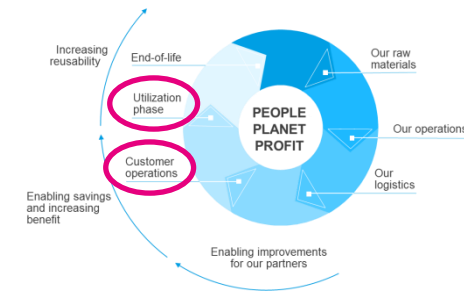 Increasing
reusability
End-of-life
Our raw
materials
Utilization
phase
PEOPLE
PLANET
PROFIT
Our operations
Customer
operations
Our
logistics
Enabling savings
and increasing
benefit
Enabling improvements
for our partners